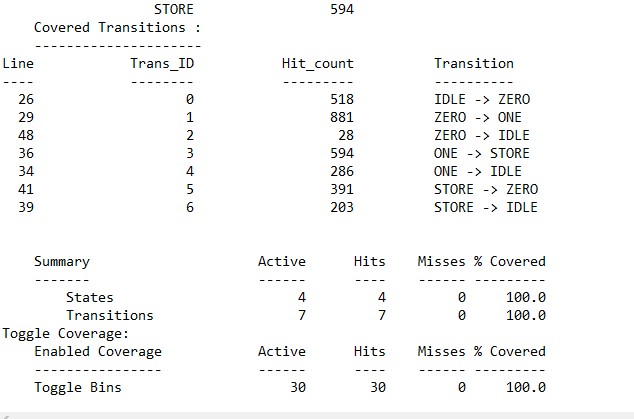 STORE 594
Covered Transitions :
---------------------
Line Trans_ID Hit_count Transition
---- -------- --------- ----------
26 0 518 IDLE -> ZERO
29 1 881 ZERO -> ONE
48 2 28 ZERO -> IDLE
36 3 594 ONE -> STORE
34 4 286 ONE -> IDLE
41 5 391 STORE -> ZERO
39 6 203 STORE -> IDLE
Summary Active Hits Misses % Covered
------- ------ ---- ------ ---------
States 4 4 0 100.0
Transitions 7 7 0 100.0
Toggle Coverage:
Enabled Coverage Active Hits Misses % Covered
---------------- ------ ---- ------ ---------
Toggle Bins 30 30 0 100.0